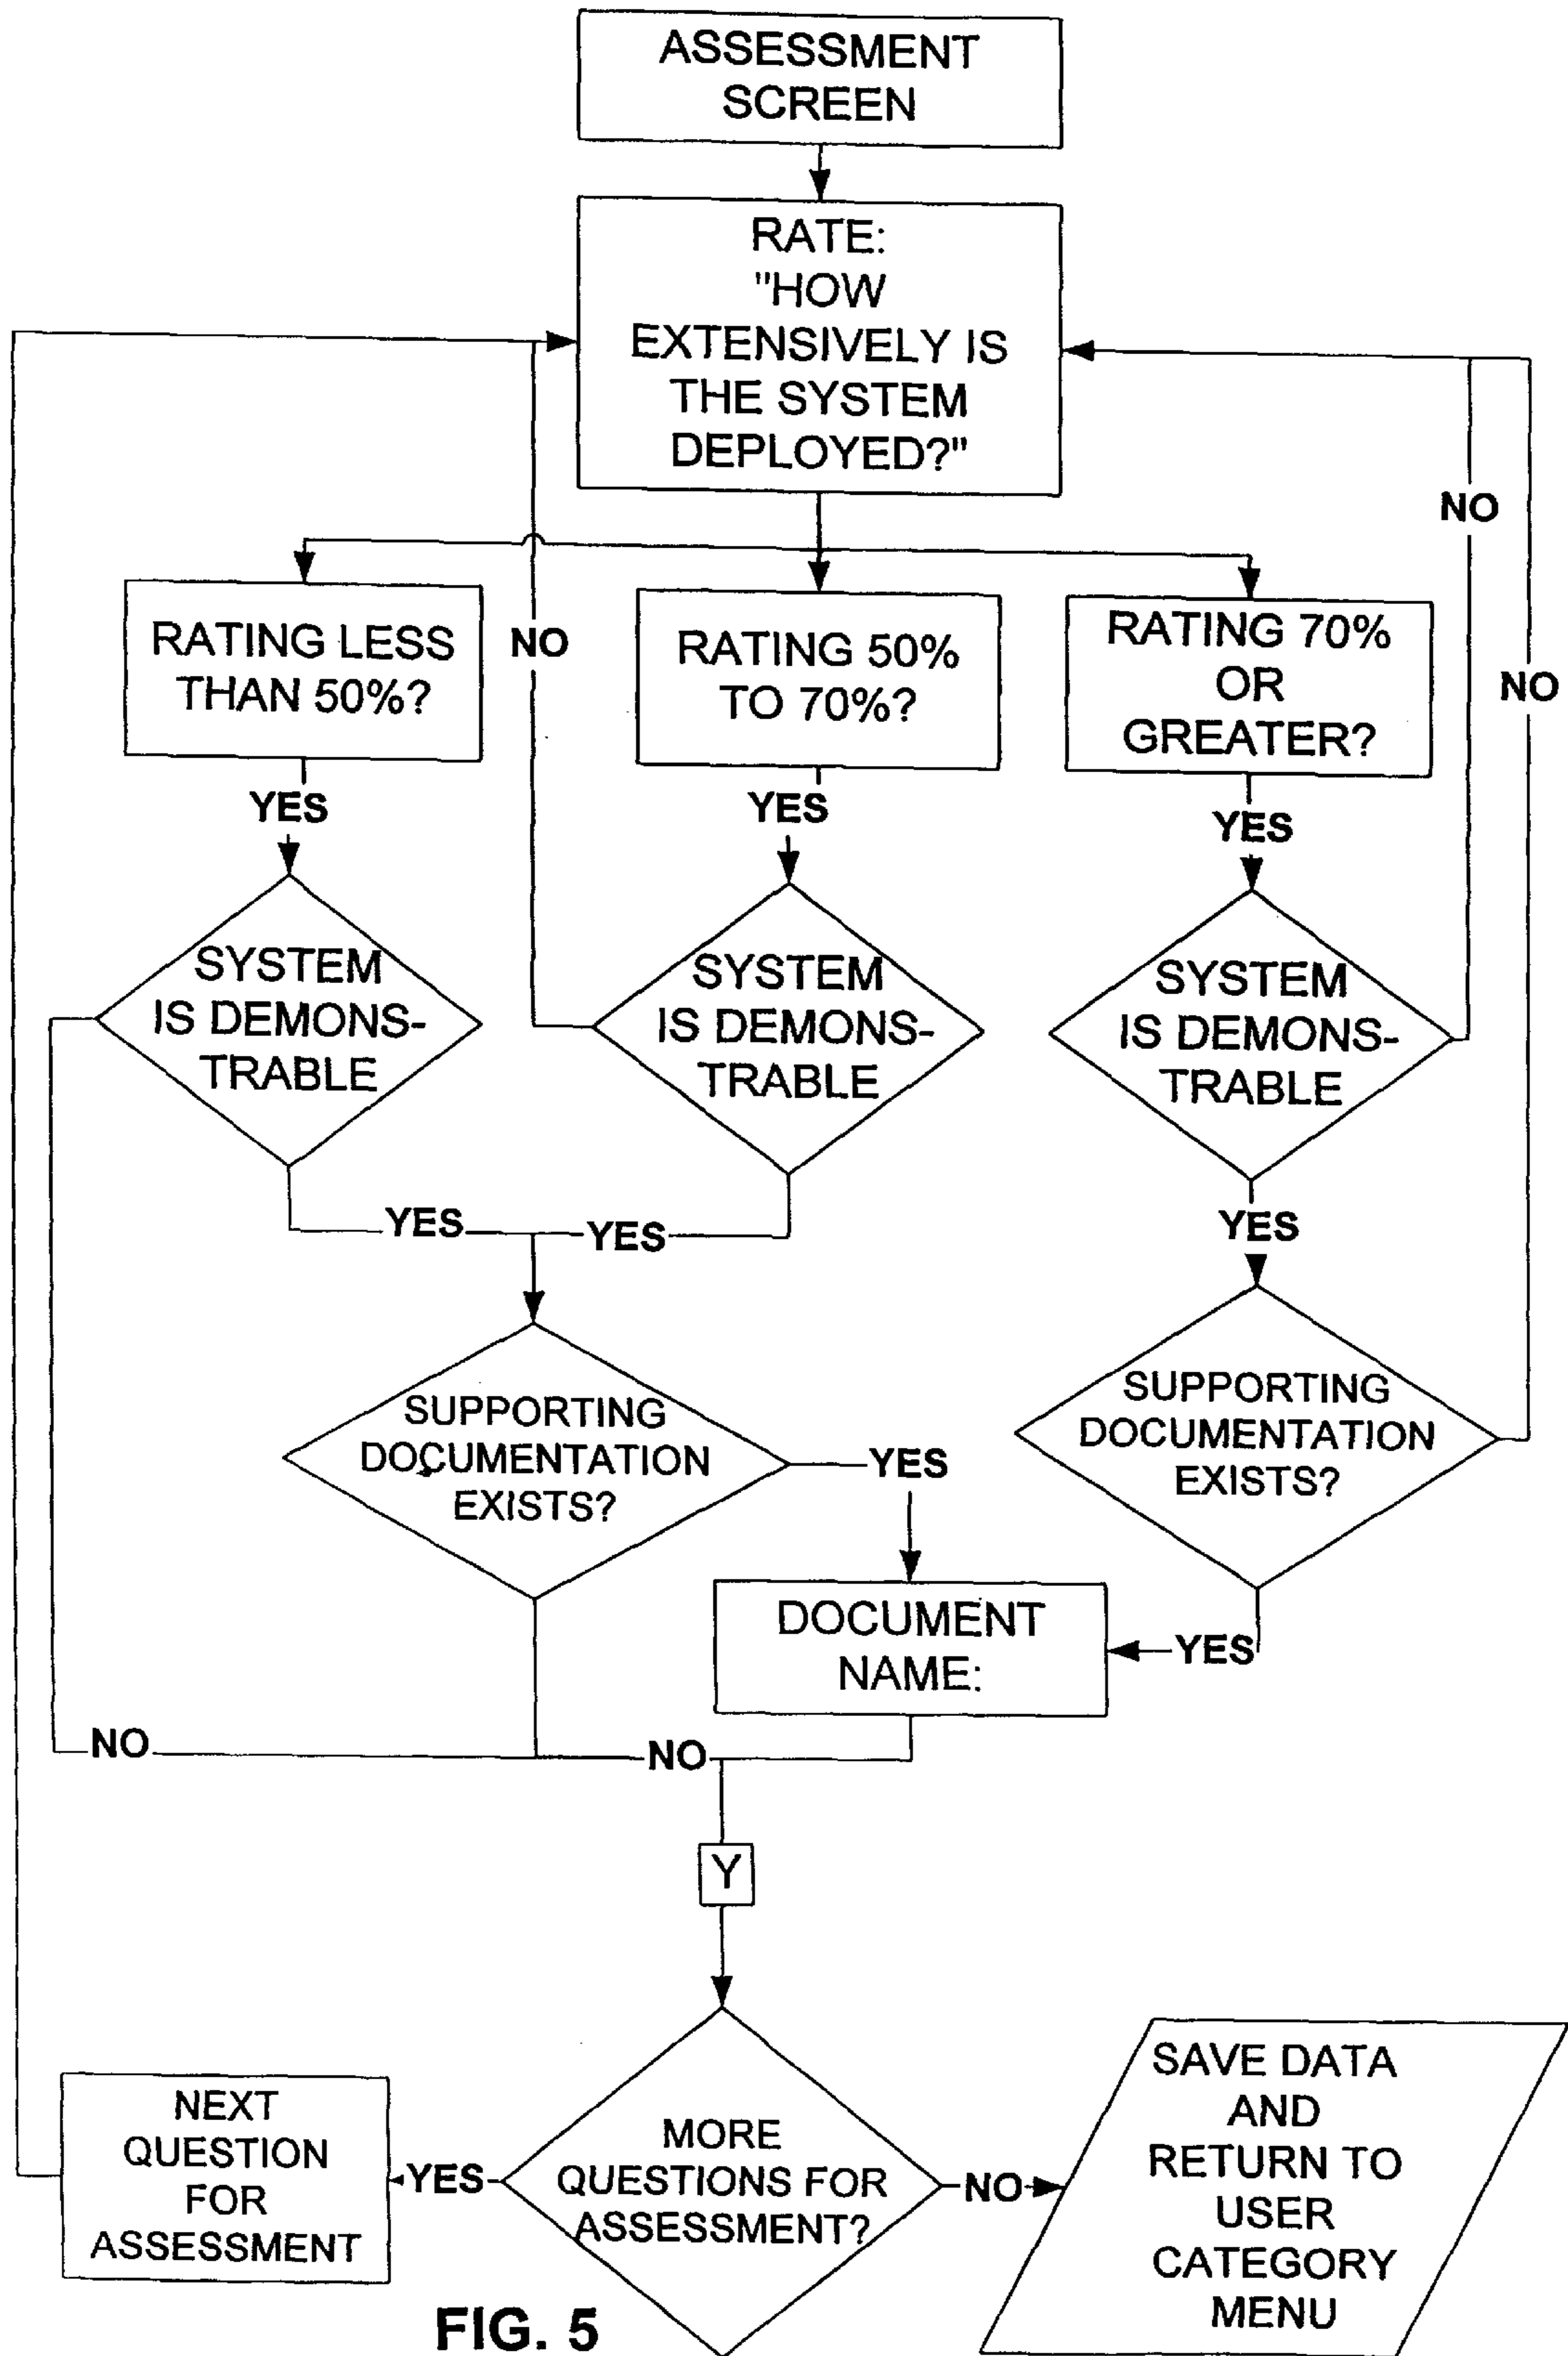 ASSESSMENT
SCREEN
RATE:
"HOW
EXTENSIVELY IS
THE SYSTEM
DEPLOYED?"
NO
RATING LESS
THAN 50%?
NO
RATING 50%
TO 70%?
RATING 70%
OR
GREATER?
NO
YES
YES
YES
SYSTEM
IS DEMONS-
TRABLE
SYSTEM
IS DEMONS-
TRABLE
SYSTEM
IS DEMONS-
TRABLE
YES
YES
YES
SUPPORTING
DOCUMENTATION
EXISTS?
YES
SUPPORTING
DOCUMENTATION
EXISTS?
DOCUMENT
NAME:
YES
NO
NO
Y
NEXT
QUESTION
FOR
ASSESSMENT
YES
MORE
QUESTIONS FOR
ASSESSMENT?
NO
SAVE DATA
AND
RETURN TO
USER
CATEGORY
MENU
FIG. 5